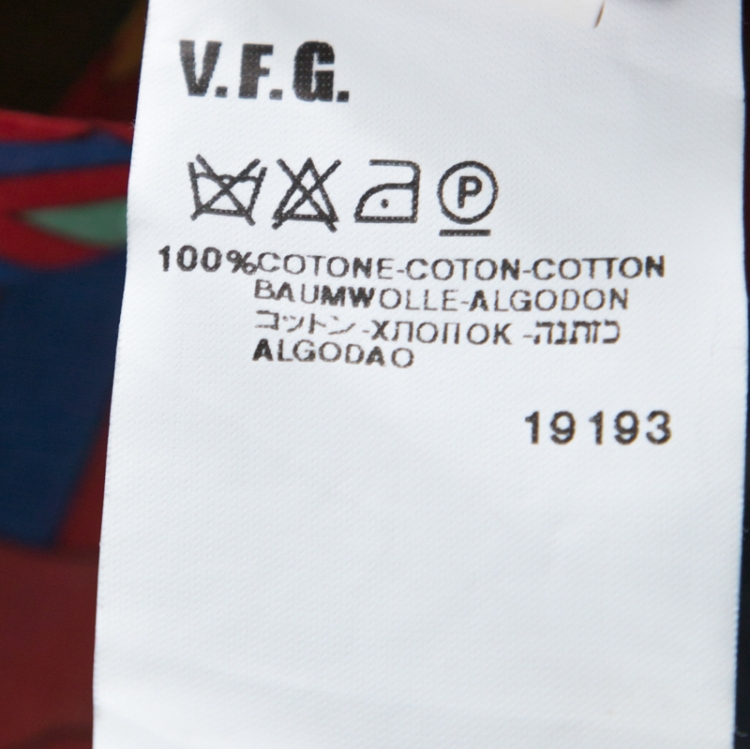 V.F.G.
P
100%COTONE-COTON-COTTON
BAUMWOLLE-ALGODON
コットン-ХЛОПОК -כותנה
ALGODAO
19193